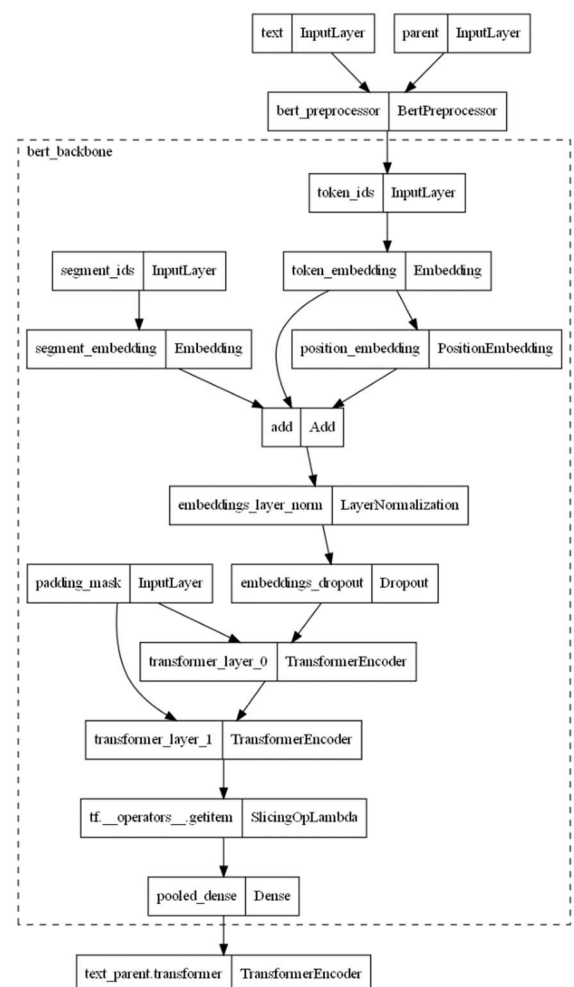 text InputLayer
parent InputLayer
bert_preprocessor BertPreprocessor
bert_backbone
token_ids InputLayer
segment_ids InputLayer
token_embedding Embedding
segment_embedding Embedding
position_embedding PositionEmbedding
add Add
embeddings_layer_norm LayerNormalization
padding_mask InputLayer
embeddings_dropout Dropout
transformer_layer_0 TransformerEncoder
transformer_layer_1 TransformerEncoder
tf.__operators__.getitem SlicingOpLambda
pooled_dense Dense
text_parent.transformer TransformerEncoder